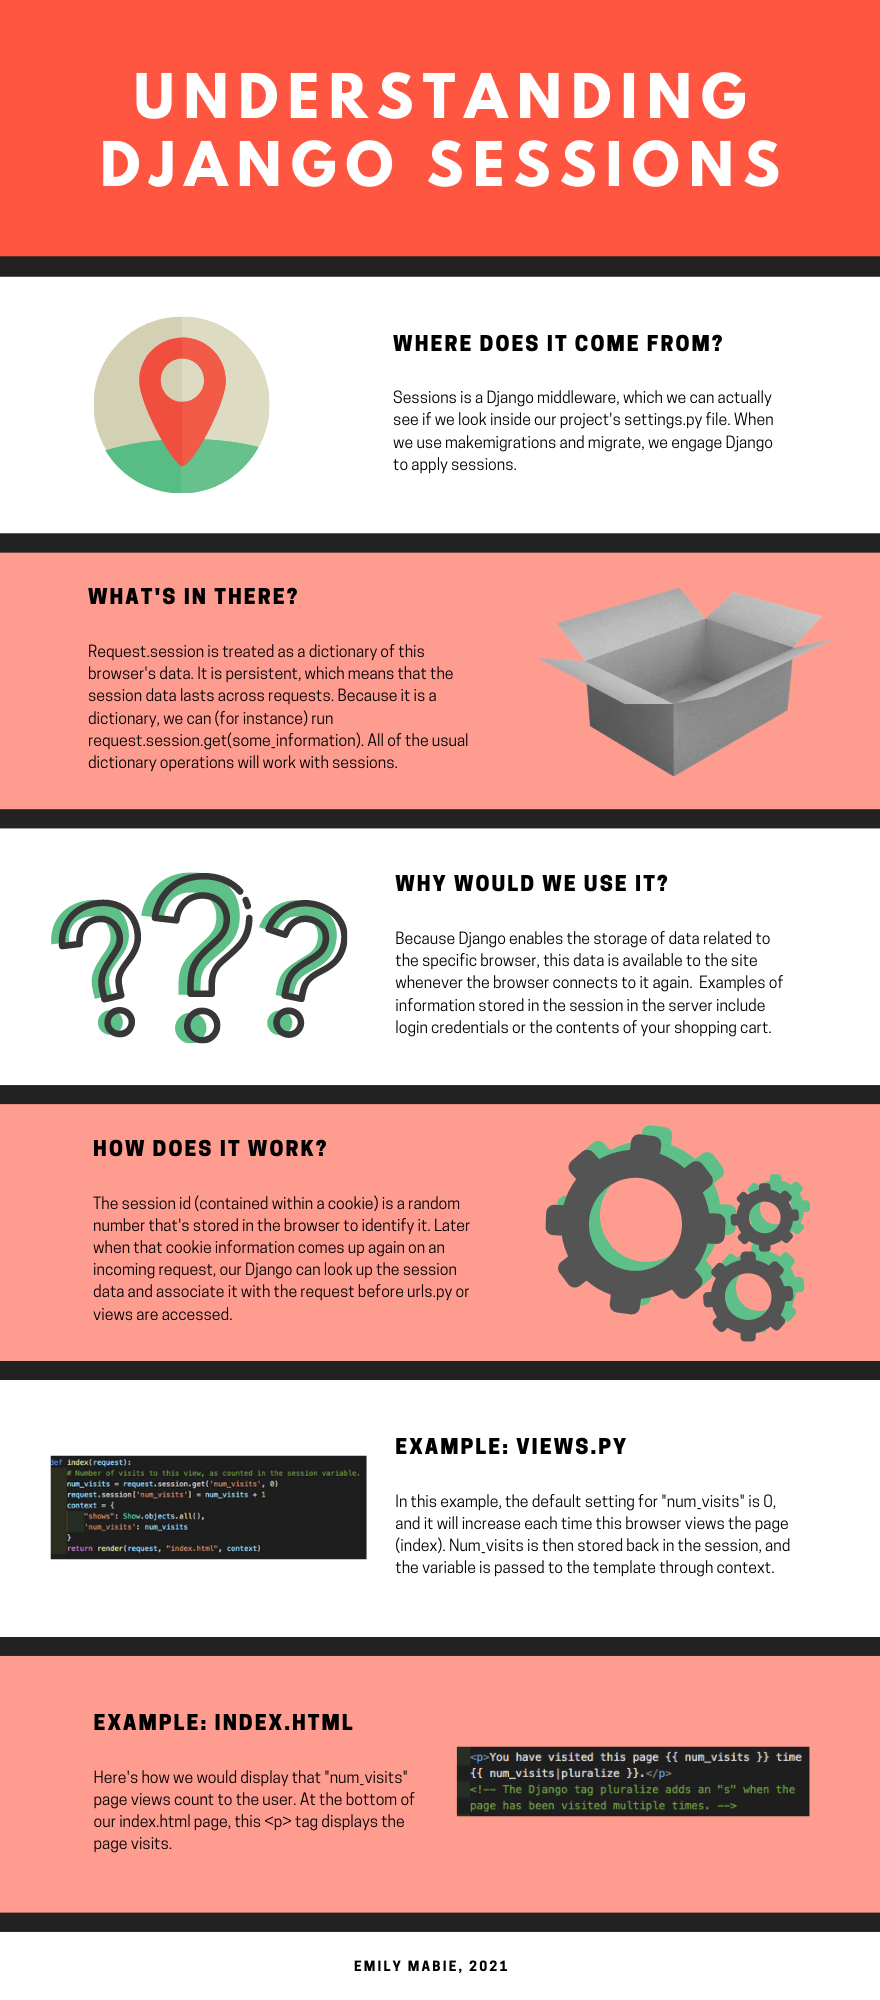 UNDERSTANDING
DJANGO SESSIONS
WHERE DOES IT COME FROM?
Sessions is a Django middleware, which we can actually
see if we look inside our project's settings.py file. When
we use makemigrations and migrate, we engage Django
to apply sessions.
WHAT'S IN THERE?
Request.session is treated as a dictionary of this
browser's data. It is persistent, which means that the
session data lasts across requests. Because it is a
dictionary, we can (for instance) run
request.session.get(some_information). All of the usual
dictionary operations will work with sessions.
WHY WOULD WE USE IT?
Because Django enables the storage of data related to
the specific browser, this data is available to the site
whenever the browser connects to it again.  Examples of
information stored in the session in the server include
login credentials or the contents of your shopping cart.
HOW DOES IT WORK?
The session id (contained within a cookie) is a random
number that's stored in the browser to identify it. Later
when that cookie information comes up again on an
incoming request, our Django can look up the session
data and associate it with the request before urls.py or
views are accessed.
def index(request):
# Number of visits to this view, as counted in the session variable.
num_visits = request.session.get('num_visits', 0)
request.session['num_visits'] = num_visits + 1
context = {
"shows": Show.objects.all(),
'num_visits': num_visits
}
return render(request, "index.html", context)
EXAMPLE: VIEWS.PY
In this example, the default setting for "num_visits" is 0,
and it will increase each time this browser views the page
(index). Num_visits is then stored back in the session, and
the variable is passed to the template through context.
EXAMPLE: INDEX.HTML
Here's how we would display that "num_visits"
page views count to the user. At the bottom of
our index.html page, this <p> tag displays the
page visits.
<p>You have visited this page {{ num_visits }} time
{{ num_visits|pluralize }}.</p>
<!-- The Django tag pluralize adds an "s" when the
page has been visited multiple times. -->
EMILY MABIE, 2021